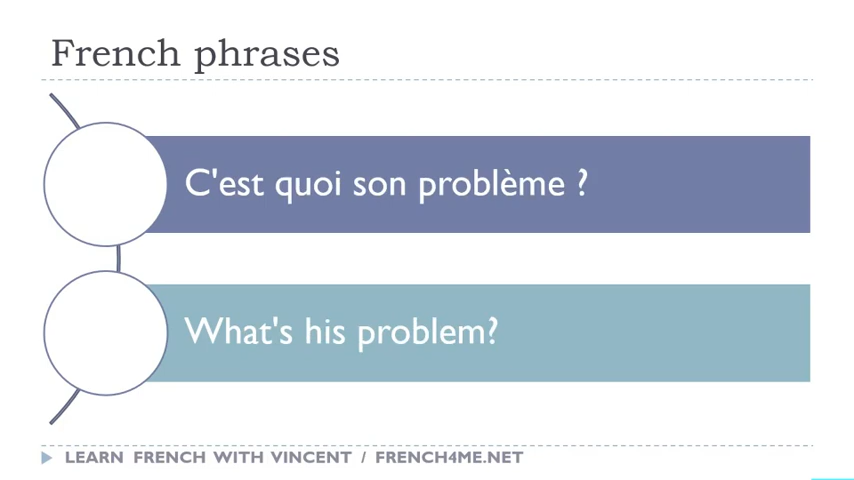 French phrases
C'est quoi son problème ?
What's his problem?
LEARN FRENCH WITH VINCENT / FRENCH4ME.NET